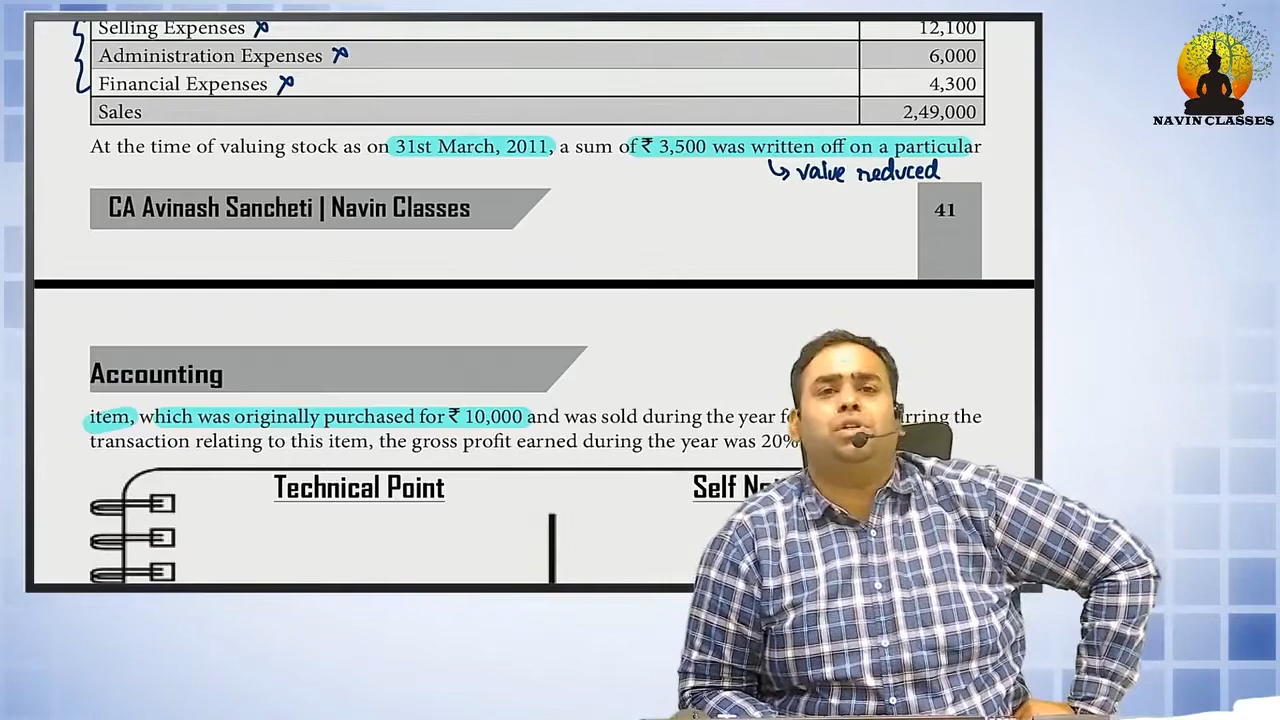 Selling Expenses 12,100
Administration Expenses 6,000
Financial Expenses 4,300
Sales 2,49,000
At the time of valuing stock as on 31st March, 2011, a sum of ₹ 3,500 was written off on a particular
↳ value reduced
CA Avinash Sancheti | Navin Classes
41
Accounting
item, which was originally purchased for ₹ 10,000 and was sold during the year the
transaction relating to this item, the gross profit earned during the year was 20%
Technical Point
Self
NAVIN CLASSES